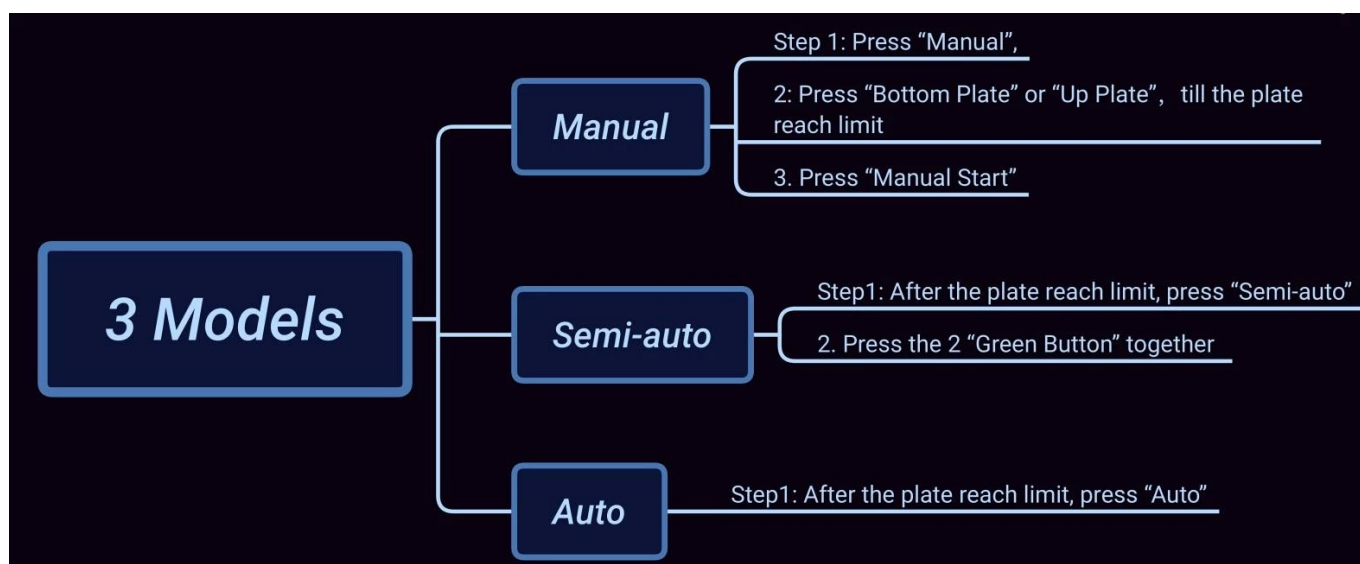 3 Models
Manual
Step 1: Press “Manual”,
2: Press “Bottom Plate” or “Up Plate”, till the plate
reach limit
3. Press “Manual Start”
Semi-auto
Step1: After the plate reach limit, press “Semi-auto”
2. Press the 2 “Green Button” together
Auto
Step1: After the plate reach limit, press “Auto”